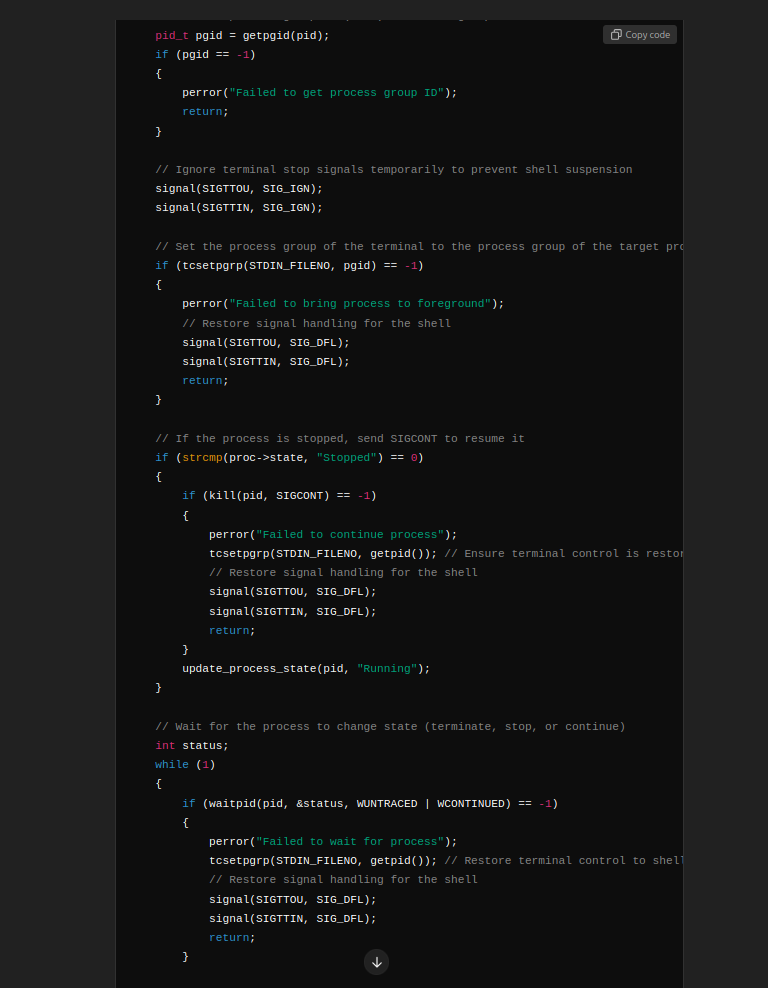 pid_t pgid = getpgid(pid);
Copy code
if (pgid == -1)
{
perror("Failed to get process group ID");
return;
}
// Ignore terminal stop signals temporarily to prevent shell suspension
signal(SIGTTOU, SIG_IGN);
signal(SIGTTIN, SIG_IGN);
// Set the process group of the terminal to the process group of the target pro
if (tcsetpgrp(STDIN_FILENO, pgid) == -1)
{
perror("Failed to bring process to foreground");
// Restore signal handling for the shell
signal(SIGTTOU, SIG_DFL);
signal(SIGTTIN, SIG_DFL);
return;
}
// If the process is stopped, send SIGCONT to resume it
if (strcmp(proc->state, "Stopped") == 0)
{
if (kill(pid, SIGCONT) == -1)
{
perror("Failed to continue process");
tcsetpgrp(STDIN_FILENO, getpid()); // Ensure terminal control is restor
// Restore signal handling for the shell
signal(SIGTTOU, SIG_DFL);
signal(SIGTTIN, SIG_DFL);
return;
}
update_process_state(pid, "Running");
}
// Wait for the process to change state (terminate, stop, or continue)
int status;
while (1)
{
if (waitpid(pid, &status, WUNTRACED | WCONTINUED) == -1)
{
perror("Failed to wait for process");
tcsetpgrp(STDIN_FILENO, getpid()); // Restore terminal control to shell
// Restore signal handling for the shell
signal(SIGTTOU, SIG_DFL);
signal(SIGTTIN, SIG_DFL);
return;
}